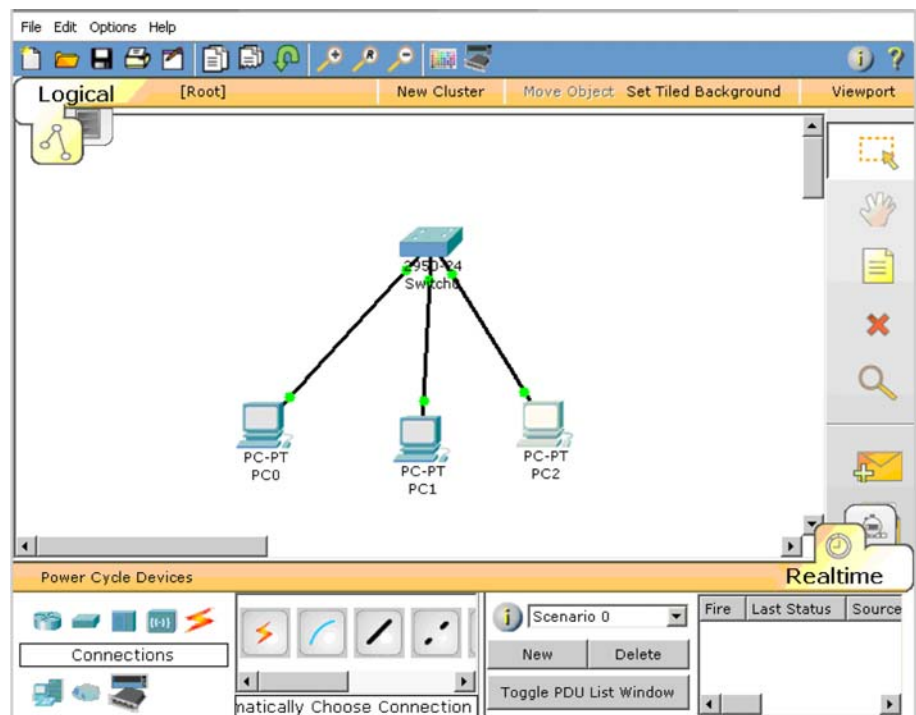 File Edit Options Help
Logical [Root] New Cluster Move Object Set Tiled Background Viewport
2950-24
Switch0
PC-PT
PC0
PC-PT
PC1
PC-PT
PC2
Power Cycle Devices Realtime
Connections
matically Choose Connection
Scenario 0
New Delete
Toggle PDU List Window
Fire Last Status Source